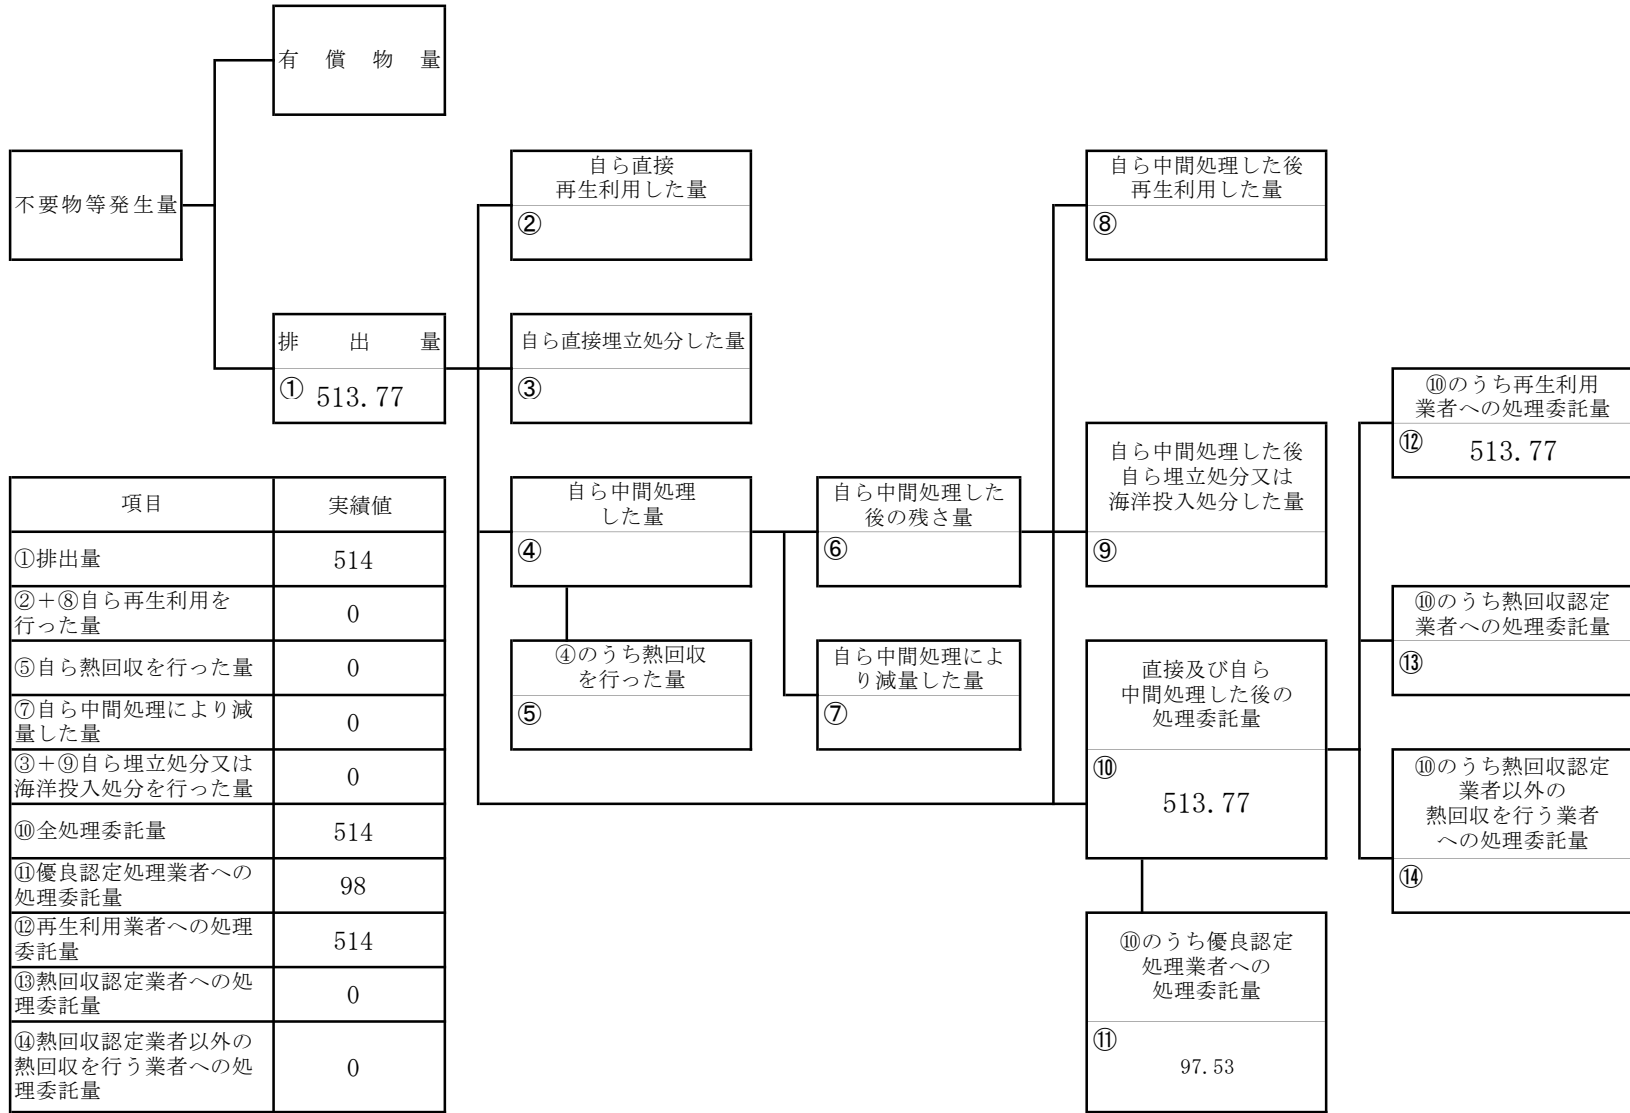 有償物量
不要物等発生量
排出量
① 513.77
自ら直接
再生利用した量
②
自ら直接埋立処分した量
③
自ら中間処理
した量
④
④のうち熱回収
を行った量
⑤
自ら中間処理した
後の残さ量
⑥
自ら中間処理によ
り減量した量
⑦
自ら中間処理した後
再生利用した量
⑧
自ら中間処理した後
自ら埋立処分又は
海洋投入処分した量
⑨
直接及び自ら
中間処理した後の
処理委託量
⑩
513.77
⑩のうち優良認定
処理業者への
処理委託量
⑪
97.53
⑩のうち再生利用
業者への処理委託量
⑫ 513.77
⑩のうち熱回収認定
業者への処理委託量
⑬
⑩のうち熱回収認定
業者以外の
熱回収を行う業者
への処理委託量
⑭
項目 実績値
①排出量 514
②+⑧自ら再生利用を
行った量 0
⑤自ら熱回収を行った量 0
⑦自ら中間処理により減
量した量 0
③+⑨自ら埋立処分又は
海洋投入処分を行った量 0
⑩全処理委託量 514
⑪優良認定処理業者への
処理委託量 98
⑫再生利用業者への処理
委託量 514
⑬熱回収認定業者への処
理委託量 0
⑭熱回収認定業者以外の
熱回収を行う業者への処
理委託量 0